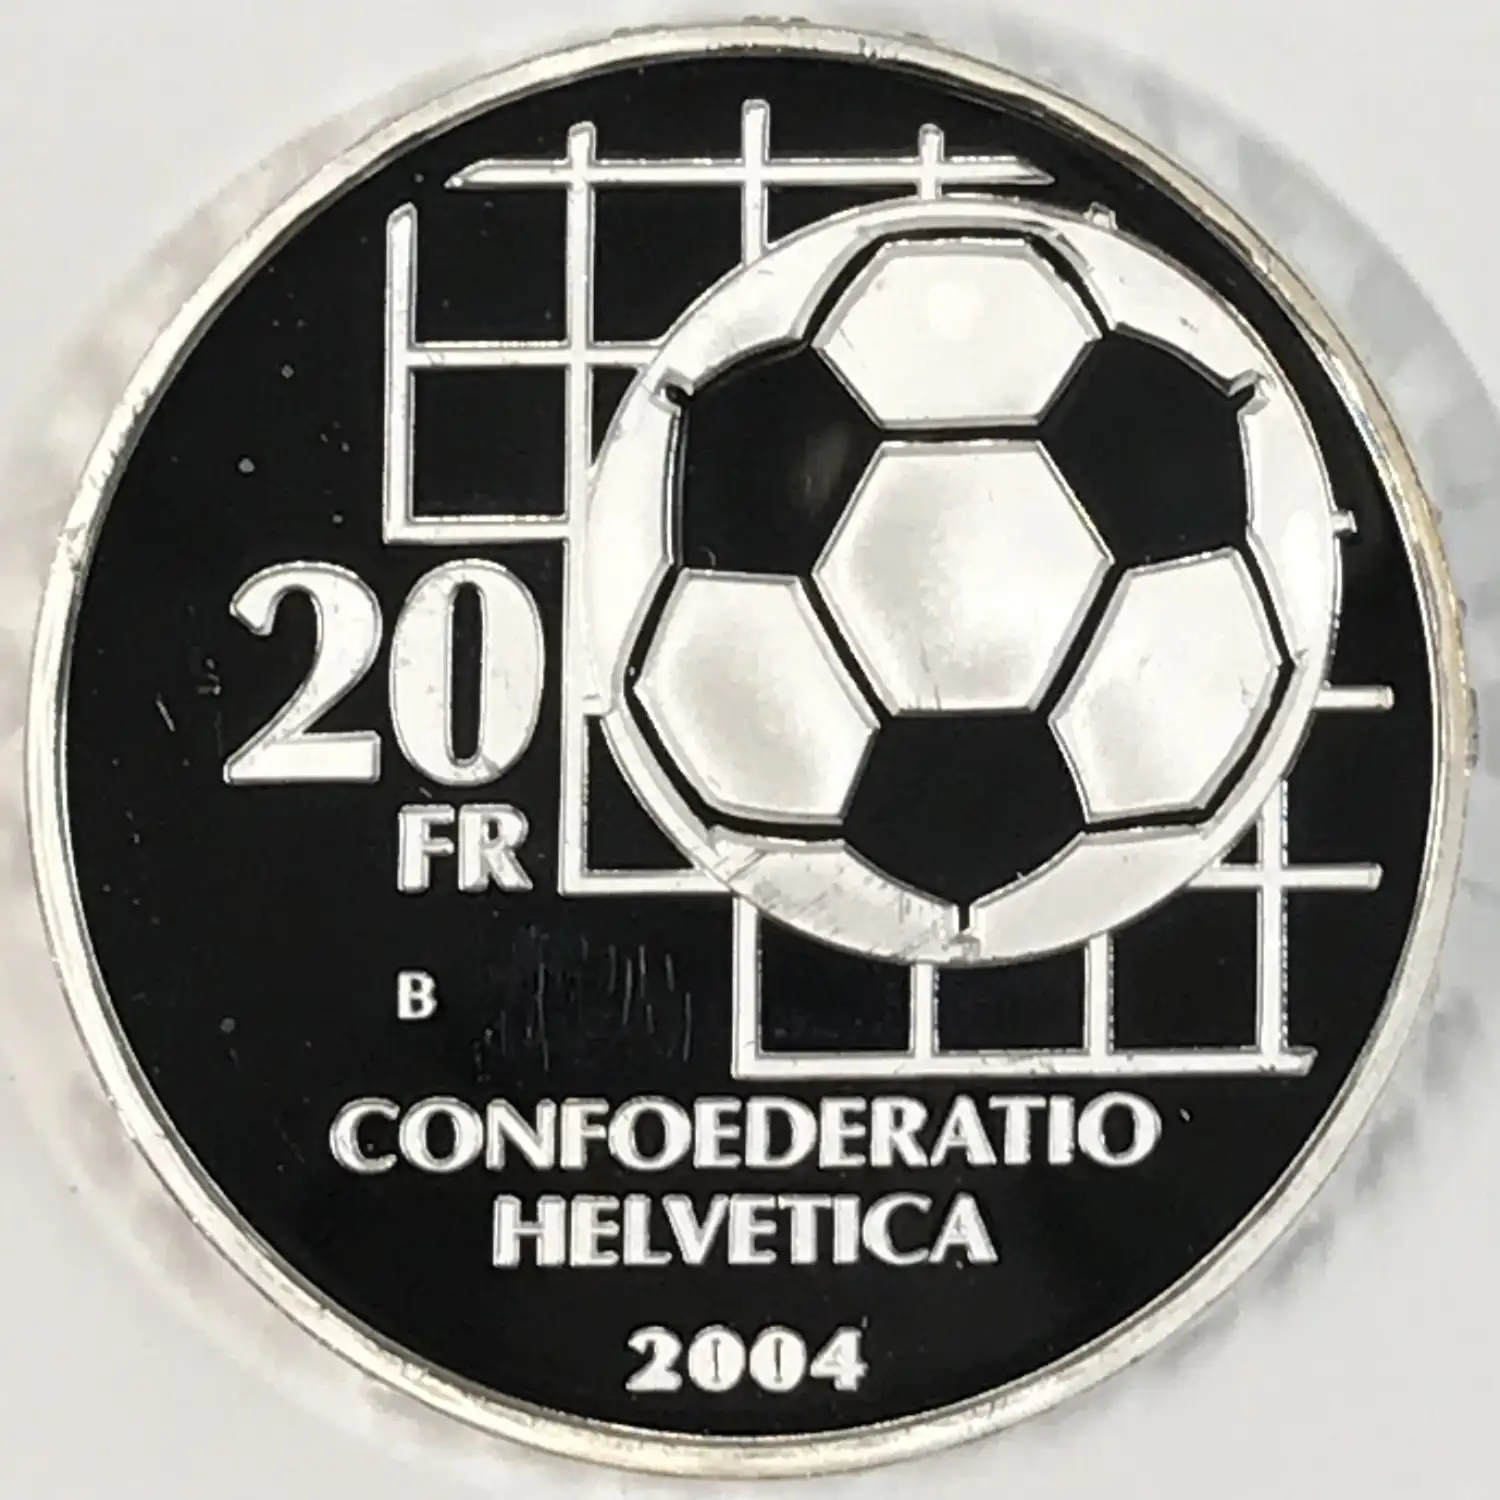 20
FR
B
CONFOEDERATIO
HELVETICA
2004